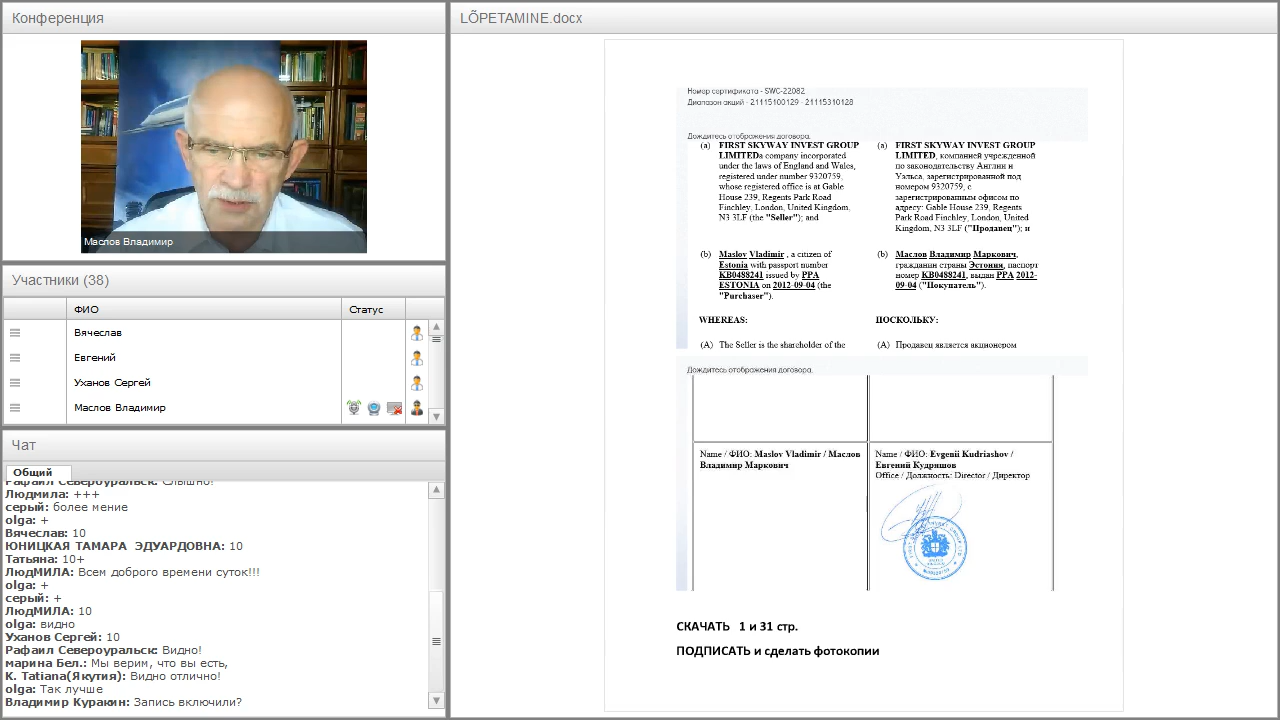 Конференция
Маслов Владимир
Участники (38)
ФИО
Статус
Вячеслав
Евгений
Уханов Сергей
Маслов Владимир
Чат
Общий
Рафаил Североуральск: Слышно!
Людмила: +++
серый: более мение
olga: +
Вячеслав: 10
ЮНИЦКАЯ ТАМАРА ЭДУАРДОВНА: 10
Татьяна: 10+
ЛюдМИЛА: Всем доброго времени суток!!!
olga: +
серый: +
ЛюдМИЛА: 10
olga: видно
Уханов Сергей: 10
Рафаил Североуральск: Видно!
марина Бел.: Мы верим, что вы есть,
K. Tatiana(Якутия): Видно отлично!
olga: Так лучше
Владимир Куракин: Запись включили?
LÕPETAMINE.docx
Номер сертификата - SWC-22082
Диапазон акций - 21115100129 - 21115310128
Дождитесь отображения договора.
(a) FIRST SKYWAY INVEST GROUP
LIMITEDa company incorporated
under the laws of England and Wales,
registered under number 9320759,
whose registered office is at Gable
House 239, Regents Park Road
Finchley, London, United Kingdom,
N3 3LF (the "Seller"); and
(a) FIRST SKYWAY INVEST GROUP
LIMITED, компанией учрежденной
по законодательству Англии и
Уэльса, зарегистрированной под
номером 9320759, с
зарегистрированным офисом по
адресу: Gable House 239, Regents
Park Road Finchley, London, United
Kingdom, N3 3LF ("Продавец"); и
(b) Maslov Vladimir , a citizen of
Estonia with passport number
KB0488241 issued by PPA
ESTONIA on 2012-09-04 (the
"Purchaser").
(b) Маслов Владимир Маркович,
гражданин страны Эстония, паспорт
номер KB0488241, выдан PPA 2012-
09-04 ("Покупатель").
WHEREAS:
ПОСКОЛЬКУ:
(A) The Seller is the shareholder of the
(A) Продавец является акционером
Дождитесь отображения договора.
Name / ФИО: Maslov Vladimir / Маслов
Владимир Маркович
Name / ФИО: Evgenii Kudriashov /
Евгений Кудряшов
Office / Должность: Director / Директор
СКАЧАТЬ 1 и 31 стр.
ПОДПИСАТЬ и сделать фотокопии